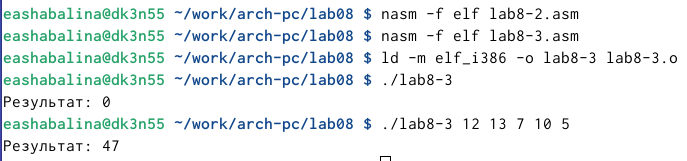 eashabalina@dk3n55 ~/work/arch-pc/lab08 $ nasm -f elf lab8-2.asm
eashabalina@dk3n55 ~/work/arch-pc/lab08 $ nasm -f elf lab8-3.asm
eashabalina@dk3n55 ~/work/arch-pc/lab08 $ ld -m elf_i386 -o lab8-3 lab8-3.o
eashabalina@dk3n55 ~/work/arch-pc/lab08 $ ./lab8-3
Результат: 0
eashabalina@dk3n55 ~/work/arch-pc/lab08 $ ./lab8-3 12 13 7 10 5
Результат: 47